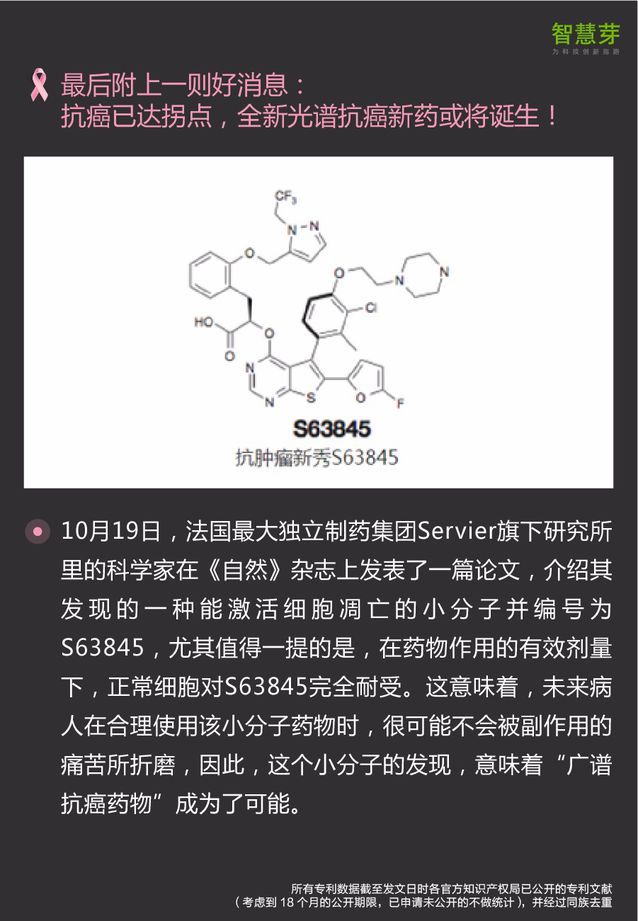 智慧芽
为科技创新指路
最后附上一则好消息：
抗癌已达拐点，全新光谱抗癌新药或将诞生！
CF3
N
N
O
O
N
N
HO
Cl
O
O
N
N
S
O
F
S63845
抗肿瘤新秀S63845
10月19日，法国最大独立制药集团Servier旗下研究所
里的科学家在《自然》杂志上发表了一篇论文，介绍其
发现的一种能激活细胞凋亡的小分子并编号为
S63845，尤其值得一提的是，在药物作用的有效剂量
下，正常细胞对S63845完全耐受。这意味着，未来病
人在合理使用该小分子药物时，很可能不会被副作用的
痛苦所折磨，因此，这个小分子的发现，意味着“广谱
抗癌药物”成为了可能。
所有专利数据截至发文日时各官方知识产权局已公开的专利文献
（考虑到 18 个月的公开期限，已申请未公开的不做统计），并经过同族去重